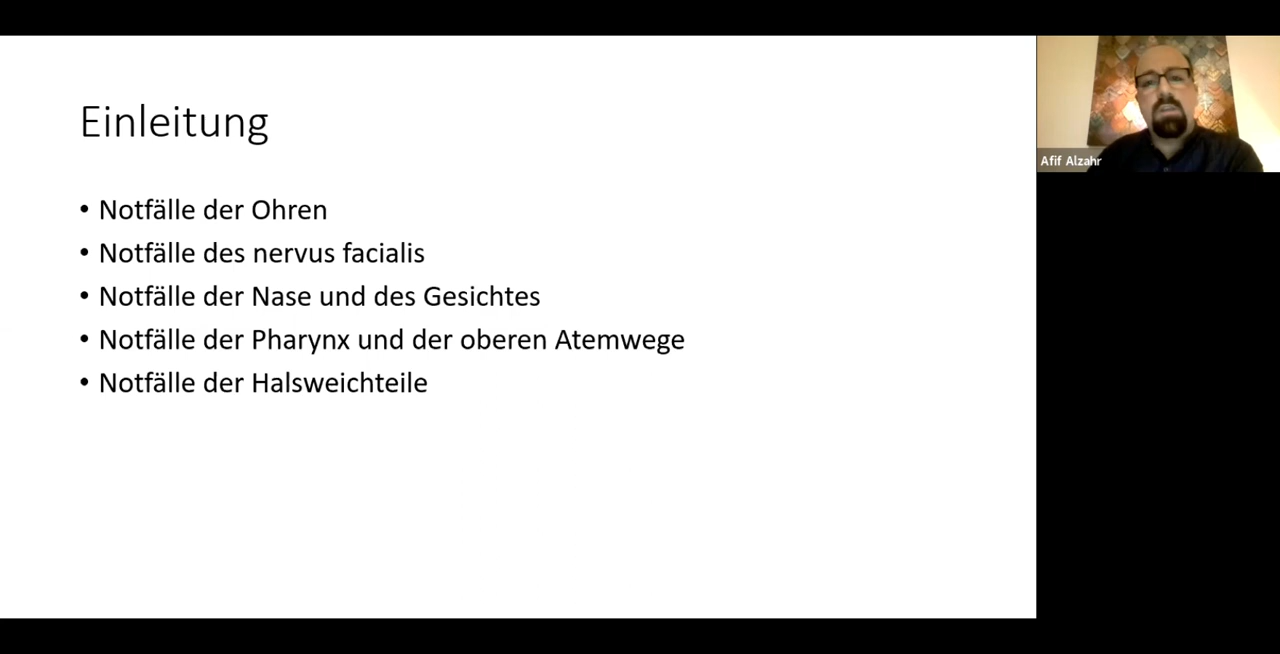 Einleitung
• Notfälle der Ohren
• Notfälle des nervus facialis
• Notfälle der Nase und des Gesichtes
• Notfälle der Pharynx und der oberen Atemwege
• Notfälle der Halsweichteile
Afif Alzahr